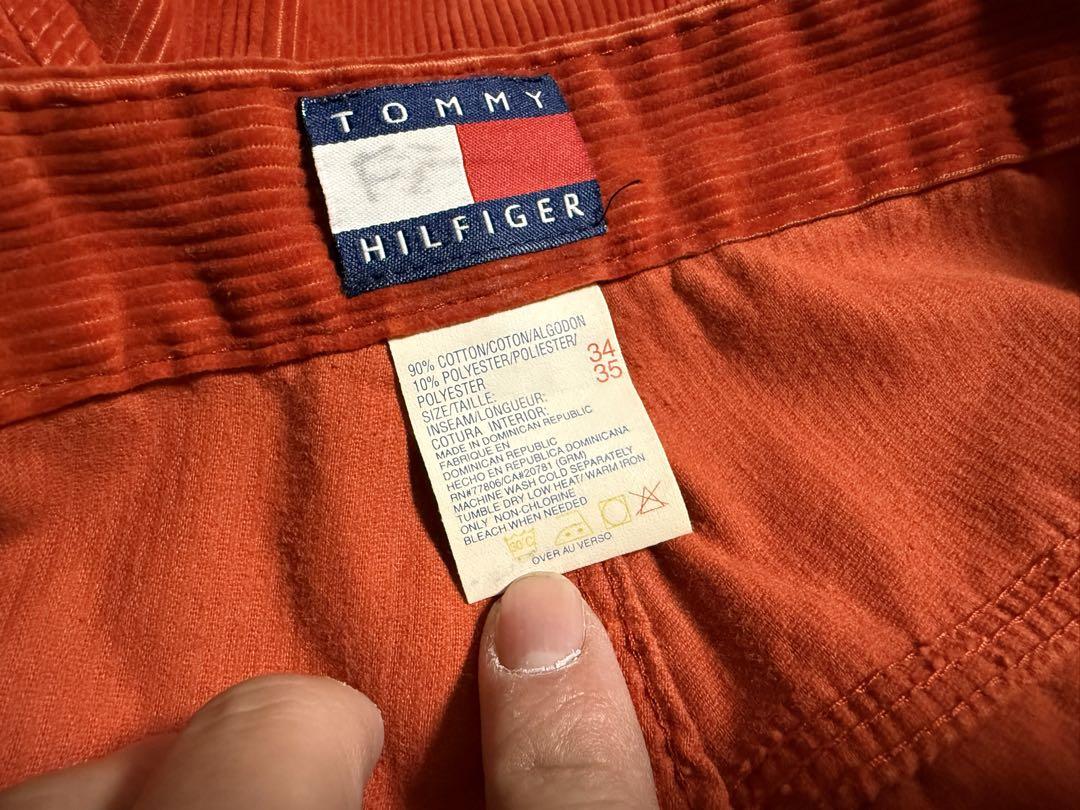 TOMMY
HILFIGER
90% COTTON/COTON/ALGODON
10% POLYESTER/POLIESTER/
POLYESTER
SIZE/TAILLE: 34
INSEAM/LONGUEUR: 35
COTURA INTERIOR:
MADE IN DOMINICAN REPUBLIC
FABRIQUE EN
DOMINICAN REPUBLIC
HECHO EN REPUBLICA DOMINICANA
RN#77806/CA#20781 (GRM)
MACHINE WASH COLD SEPARATELY
TUMBLE DRY LOW HEAT/WARM IRON
ONLY NON-CHLORINE
BLEACH WHEN NEEDED
OVER AU VERSO